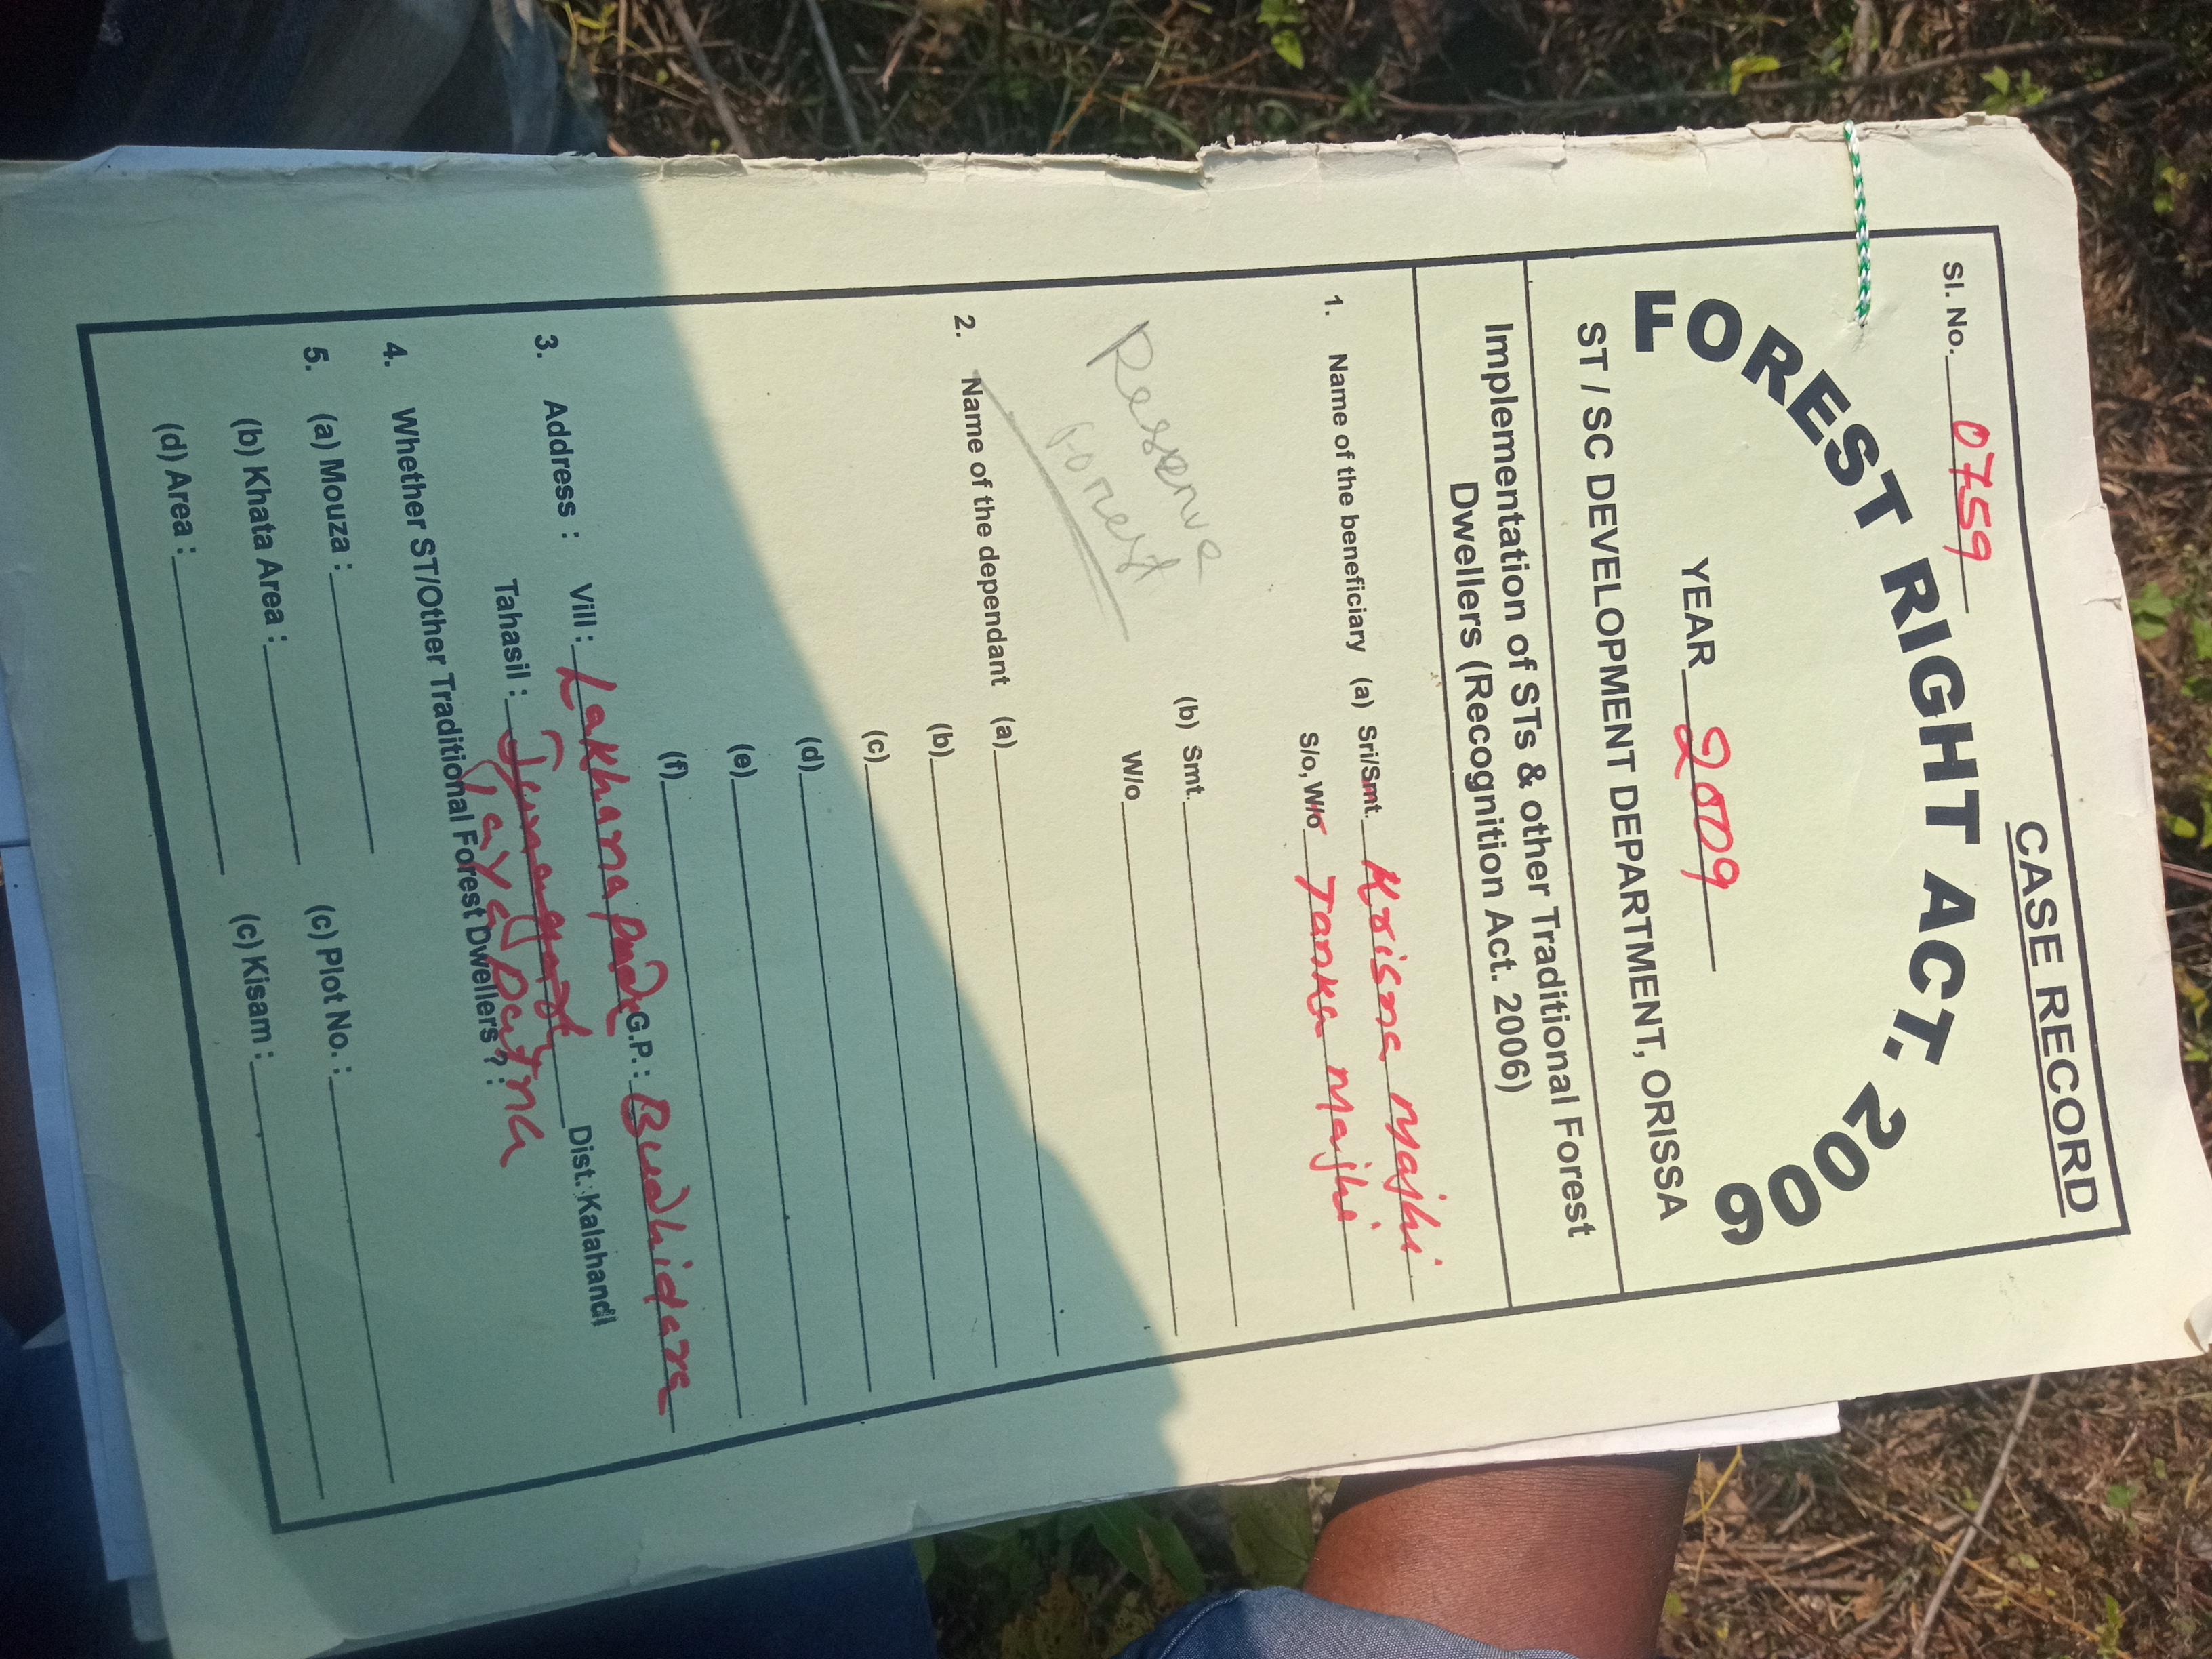 CASE RECORD
Sl. No. 0759
FOREST RIGHT ACT. 2006
YEAR 2009
ST / SC DEVELOPMENT DEPARTMENT, ORISSA
Implementation of STs & other Traditional Forest
Dwellers (Recognition Act. 2006)
1. Name of the beneficiary (a) Sri/Smt. Krisna Majhi
S/o, W/o Tanka Majhi
(b) Smt.
W/o
Reserve
Forest
2. Name of the dependant (a)
(b)
(c)
(d)
(e)
(f)
3. Address : Vill : Lakhanapada G.P.: Budhidara
Tahasil : Dist.: Kalahandi
Jayapatna
4. Whether ST/Other Traditional Forest Dwellers ? :
5. (a) Mouza : (c) Plot No. :
(b) Khata Area : (c) Kisam :
(d) Area :